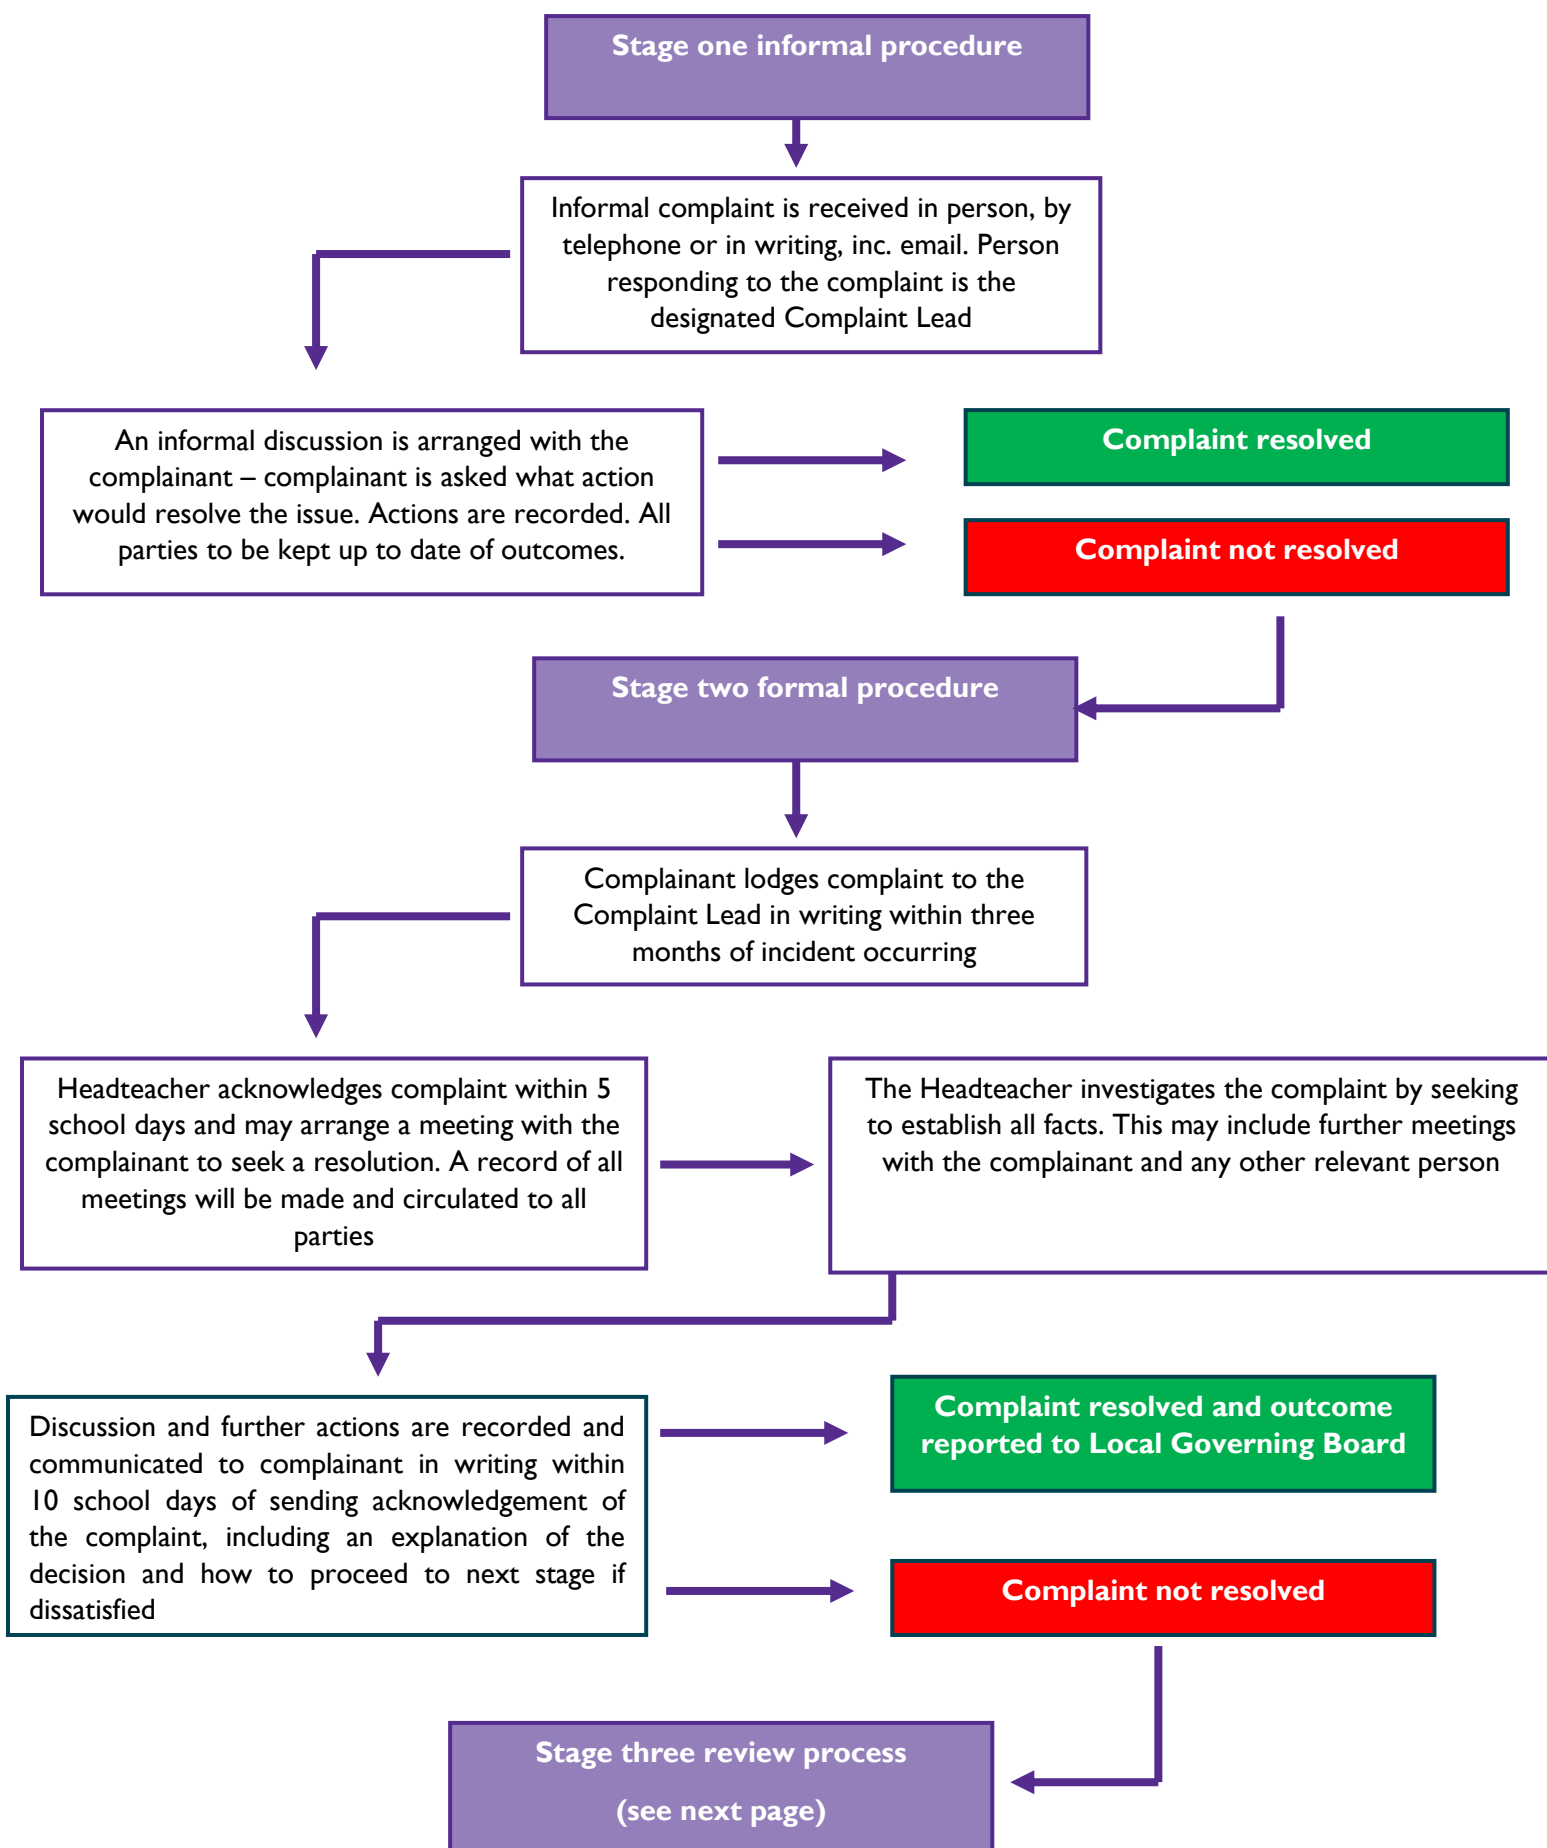 Stage one informal procedure
Informal complaint is received in person, by
telephone or in writing, inc. email. Person
responding to the complaint is the
designated Complaint Lead
An informal discussion is arranged with the
complainant – complainant is asked what action
would resolve the issue. Actions are recorded. All
parties to be kept up to date of outcomes.
Complaint resolved
Complaint not resolved
Stage two formal procedure
Complainant lodges complaint to the
Complaint Lead in writing within three
months of incident occurring
Headteacher acknowledges complaint within 5
school days and may arrange a meeting with the
complainant to seek a resolution. A record of all
meetings will be made and circulated to all
parties
The Headteacher investigates the complaint by seeking
to establish all facts. This may include further meetings
with the complainant and any other relevant person
Discussion and further actions are recorded and
communicated to complainant in writing within
10 school days of sending acknowledgement of
the complaint, including an explanation of the
decision and how to proceed to next stage if
dissatisfied
Complaint resolved and outcome
reported to Local Governing Board
Complaint not resolved
Stage three review process
(see next page)